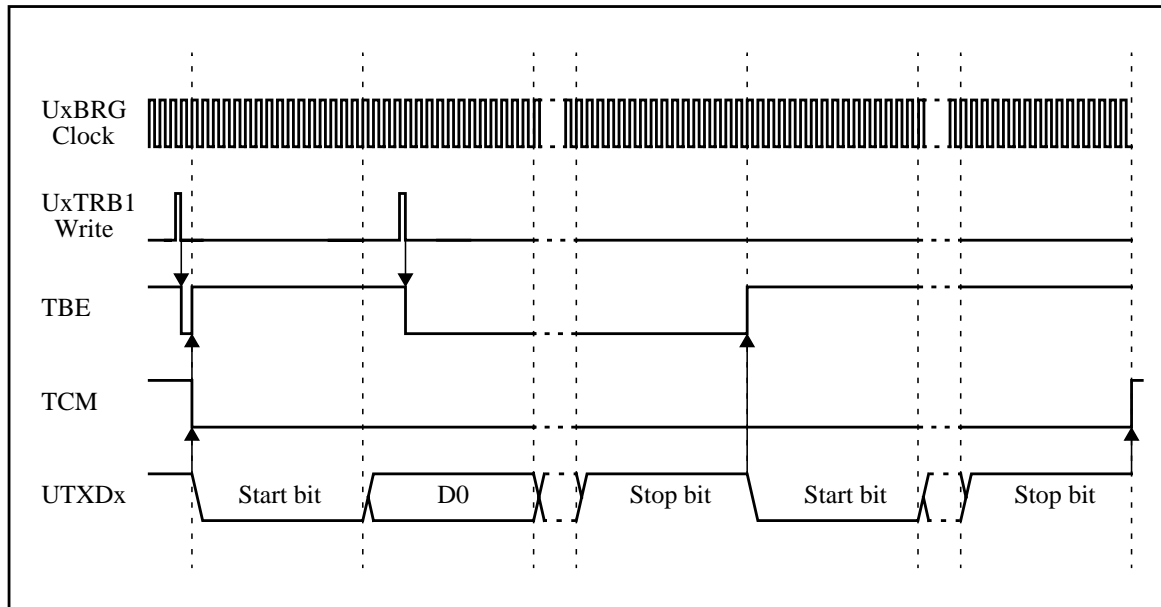 UxBRG
Clock
UxTRB1
Write
TBE
TCM
UTXDx
Start bit
D0
Stop bit
Start bit
Stop bit